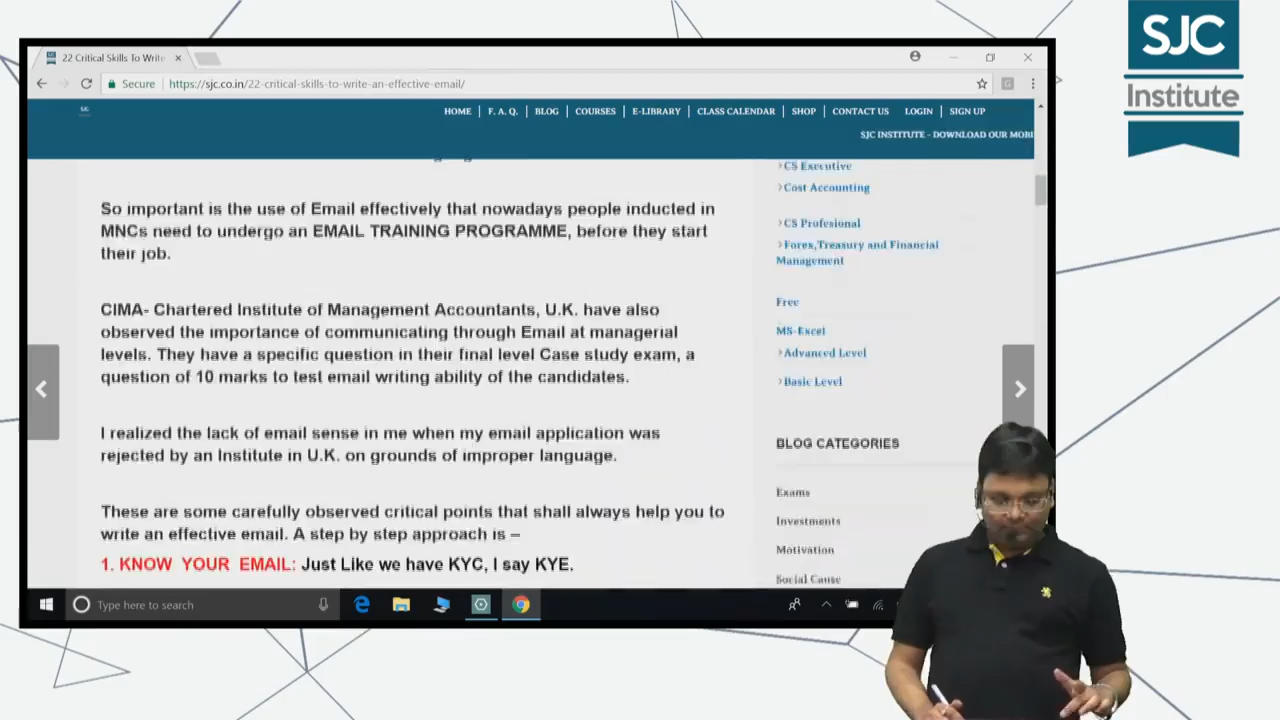 SJC
Institute
22 Critical Skills To Write
Secure
https://sjc.co.in/22-critical-skills-to-write-an-effective-email/
HOME
F. A. Q.
BLOG
COURSES
E-LIBRARY
CLASS CALENDAR
SHOP
CONTACT US
LOGIN
SIGN UP
SJC INSTITUTE - DOWNLOAD OUR MOBI
So important is the use of Email effectively that nowadays people inducted in
MNCs need to undergo an EMAIL TRAINING PROGRAMME, before they start
their job.
CIMA- Chartered Institute of Management Accountants, U.K. have also
observed the importance of communicating through Email at managerial
levels. They have a specific question in their final level Case study exam, a
question of 10 marks to test email writing ability of the candidates.
I realized the lack of email sense in me when my email application was
rejected by an Institute in U.K. on grounds of improper language.
These are some carefully observed critical points that shall always help you to
write an effective email. A step by step approach is –
1. KNOW YOUR EMAIL: Just Like we have KYC, I say KYE.
CS Executive
Cost Accounting
CS Profesional
Forex,Treasury and Financial
Management
Free
MS-Excel
Advanced Level
Basic Level
BLOG CATEGORIES
Exams
Investments
Motivation
Social Cause
Type here to search